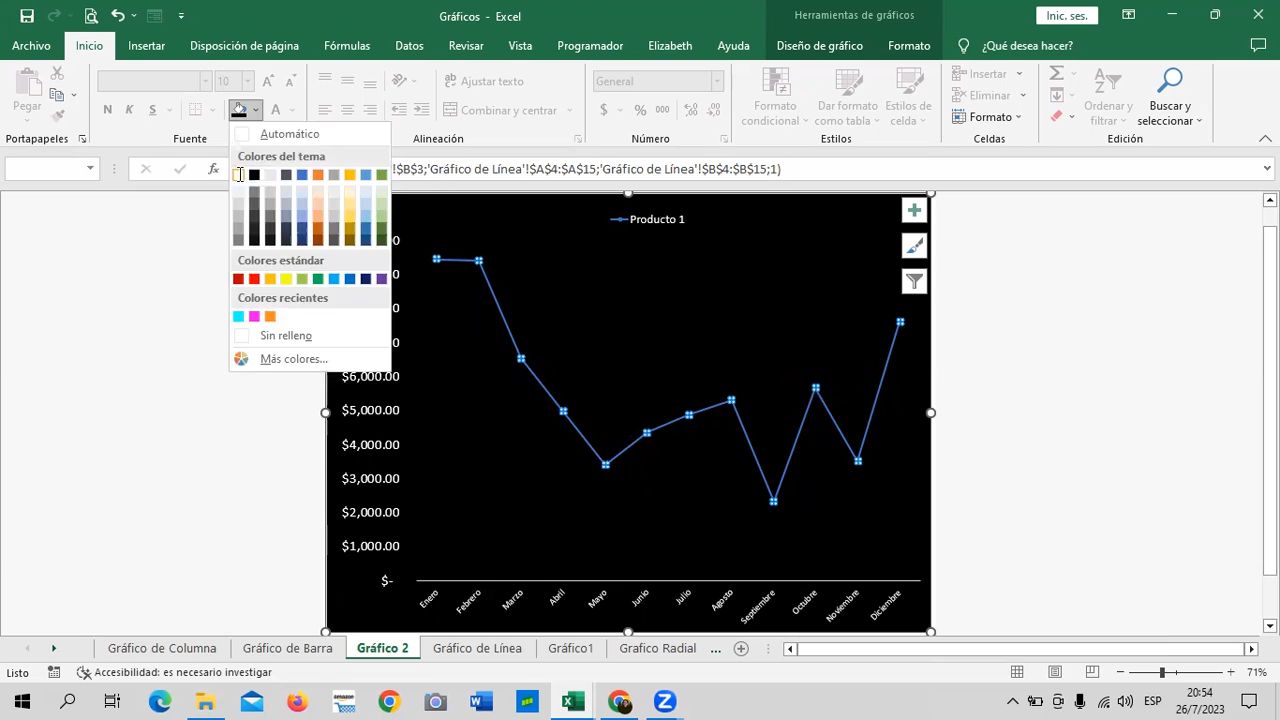 Gráficos - Excel
Herramientas de gráficos
Inic. ses.
Archivo Inicio Insertar Disposición de página Fórmulas Datos Revisar Vista Programador Elizabeth Ayuda Diseño de gráfico Formato ¿Qué desea hacer?
Pegar
10
N K S
Ajustar texto
Combinar y centrar
General
$ % 000
Formato condicional
Dar formato como tabla
Estilos de celda
Insertar
Eliminar
Formato
Ordenar y filtrar
Buscar y seleccionar
Portapapeles Fuente Alineación Número Estilos Celdas Edición
Automático
Colores del tema
Colores estándar
Colores recientes
Sin relleno
Más colores...
fx
!$B$3;'Gráfico de Línea'!$A$4:$A$15;'Gráfico de Línea'!$B$4:$B$15;1)
Producto 1
00
$6,000.00
$5,000.00
$4,000.00
$3,000.00
$2,000.00
$1,000.00
$-
Enero Febrero Marzo Abril Mayo Junio Julio Agosto Septiembre Octubre Noviembre Diciembre
Gráfico de Columna Gráfico de Barra Gráfico 2 Gráfico de Línea Gráfico1 Grafico Radial ...
Listo Accesibilidad: es necesario investigar 71%
amazon
ESP
20:54
26/7/2023